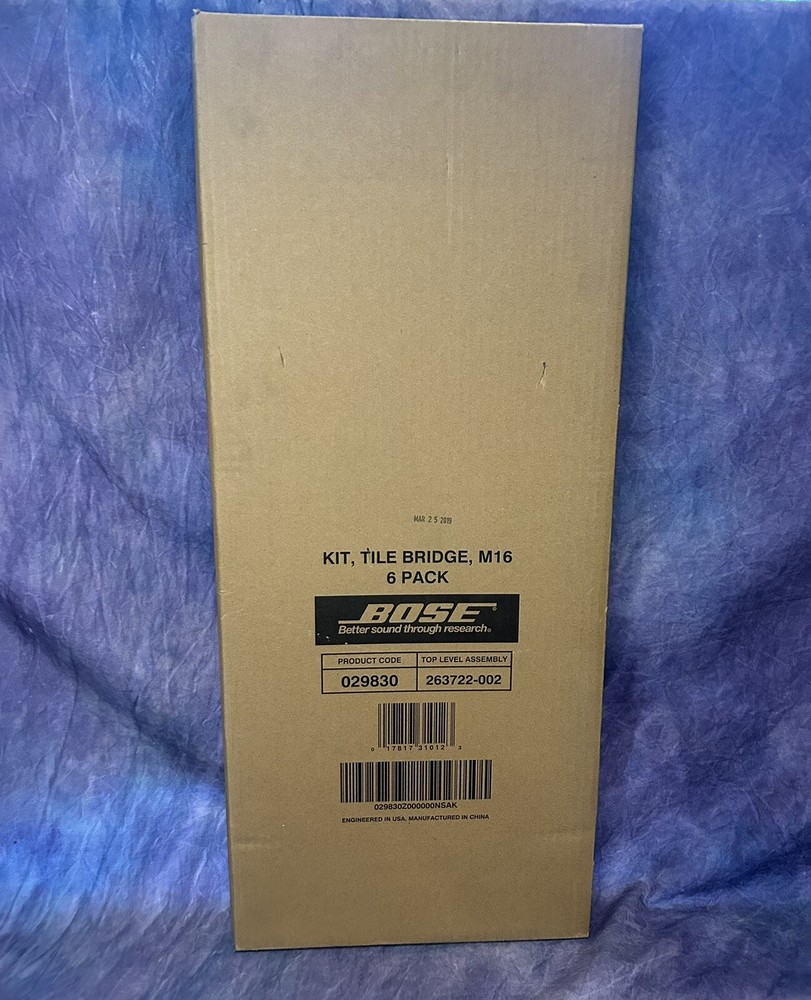 MAR 25 2019
KIT, TILE BRIDGE, M16
6 PACK
BOSE®
Better sound through research®
PRODUCT CODE TOP LEVEL ASSEMBLY
029830 263722-002
0 17817 31012 3
029830Z000000NSAK
ENGINEERED IN USA, MANUFACTURED IN CHINA